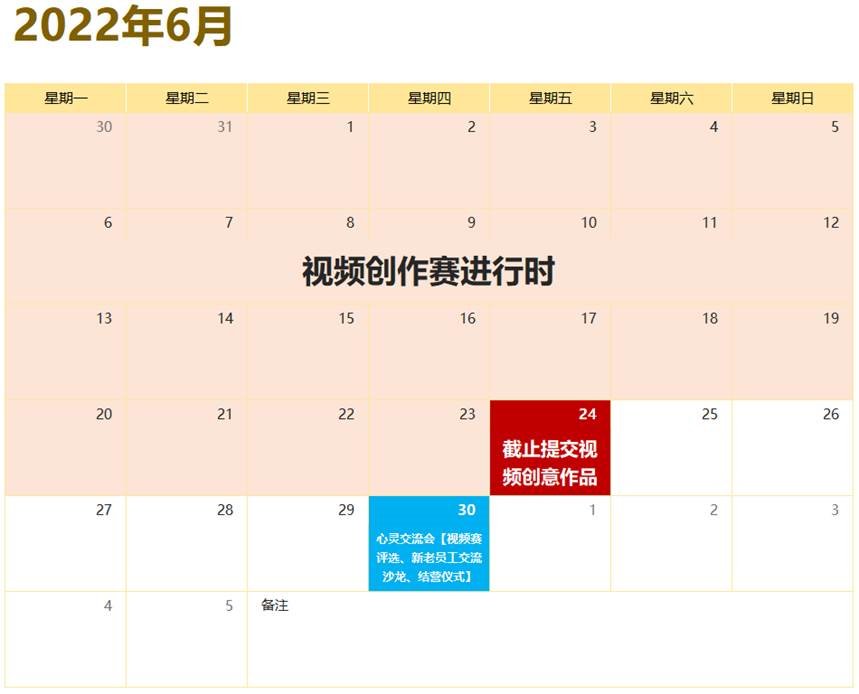 2022年6月
星期一 星期二 星期三 星期四 星期五 星期六 星期日
30 31 1 2 3 4 5
6 7 8 9 10 11 12
视频创作赛进行时
13 14 15 16 17 18 19
20 21 22 23 24 25 26
截止提交视
频创意作品
27 28 29 30 1 2 3
心灵交流会【视频赛
评选、新老员工交流
沙龙、结营仪式】
4 5 备注